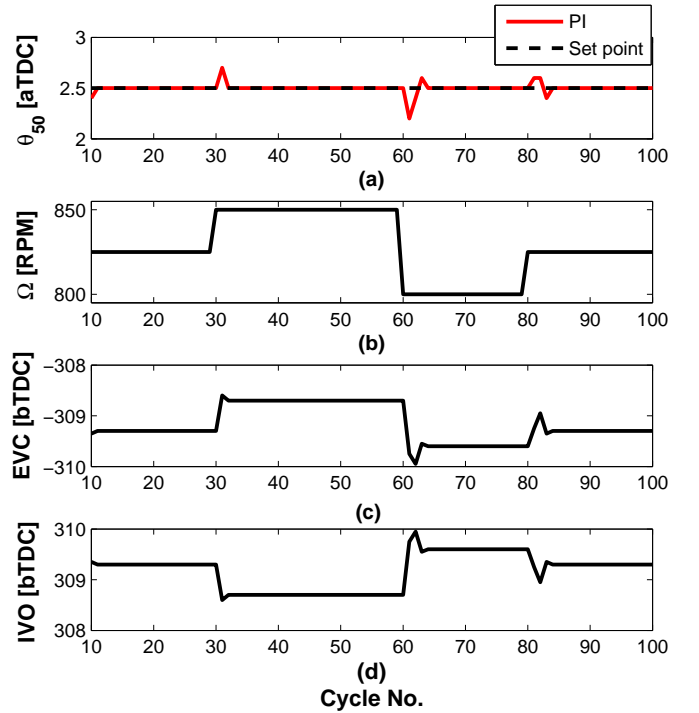 PI
Set point
3
2.5
2
θ50 [aTDC]
10 20 30 40 50 60 70 80 90 100
(a)
850
800
Ω [RPM]
10 20 30 40 50 60 70 80 90 100
(b)
−308
−309
−310
EVC [bTDC]
10 20 30 40 50 60 70 80 90 100
(c)
310
309
308
IVO [bTDC]
10 20 30 40 50 60 70 80 90 100
(d)
Cycle No.